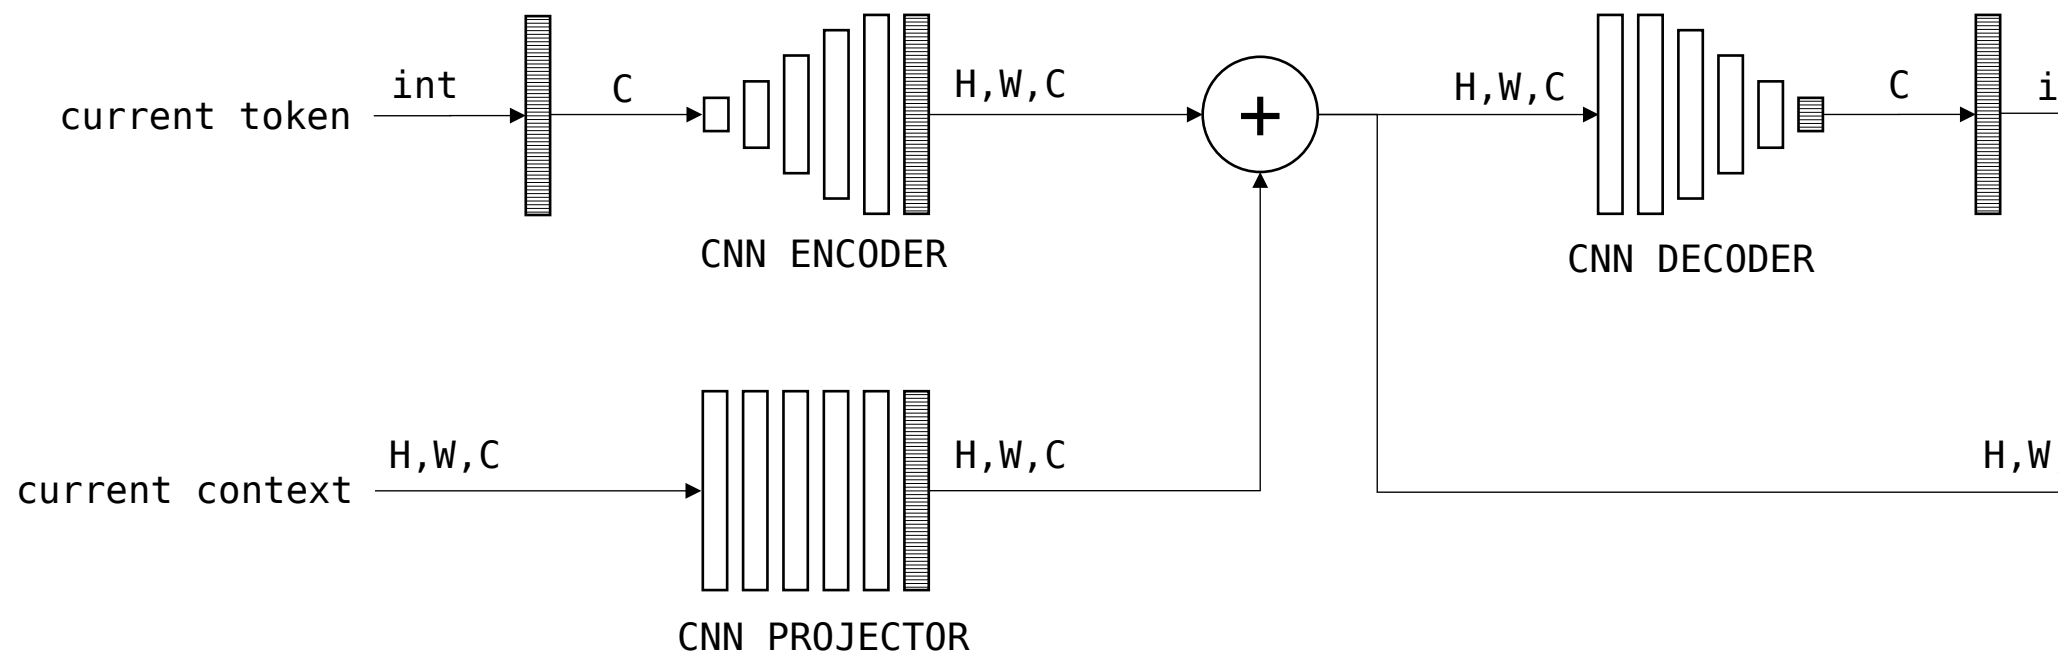 current token
int
C
CNN ENCODER
H,W,C
+
H,W,C
CNN DECODER
C
i
current context
H,W,C
CNN PROJECTOR
H,W,C
H,W